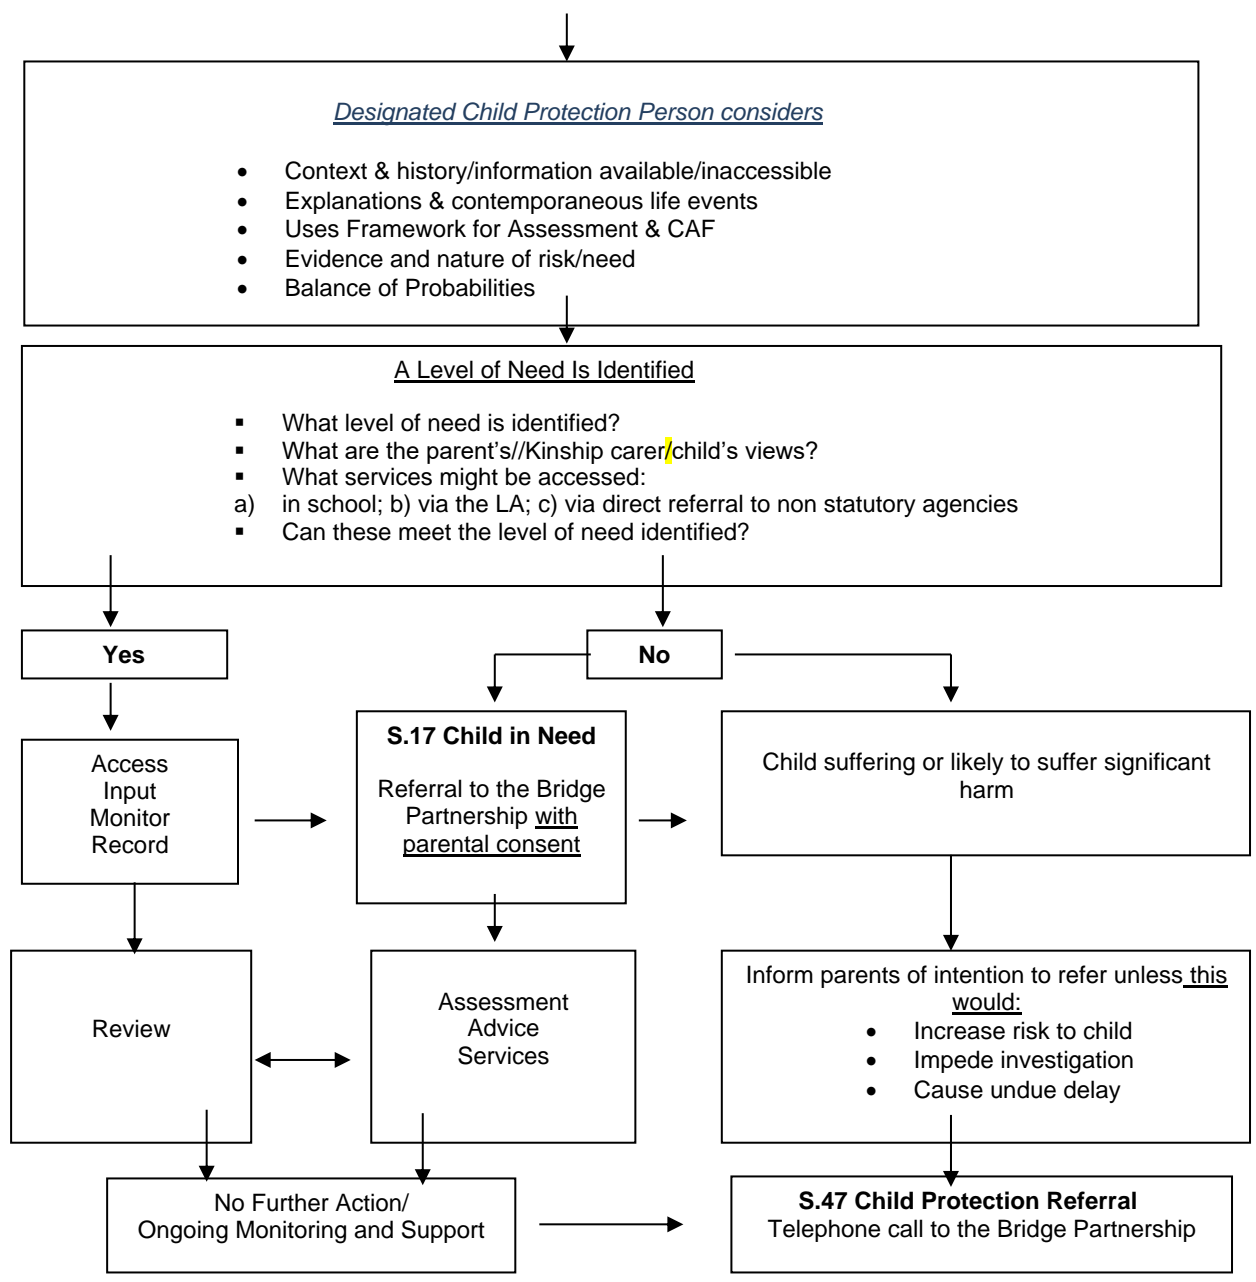 Designated Child Protection Person considers
• Context & history/information available/inaccessible
• Explanations & contemporaneous life events
• Uses Framework for Assessment & CAF
• Evidence and nature of risk/need
• Balance of Probabilities
A Level of Need Is Identified
▪ What level of need is identified?
▪ What are the parent’s//Kinship carer/child’s views?
▪ What services might be accessed:
a) in school; b) via the LA; c) via direct referral to non statutory agencies
▪ Can these meet the level of need identified?
Yes
No
Access
Input
Monitor
Record
S.17 Child in Need
Referral to the Bridge
Partnership with
parental consent
Child suffering or likely to suffer significant
harm
Review
Assessment
Advice
Services
Inform parents of intention to refer unless this
would:
• Increase risk to child
• Impede investigation
• Cause undue delay
No Further Action/
Ongoing Monitoring and Support
S.47 Child Protection Referral
Telephone call to the Bridge Partnership